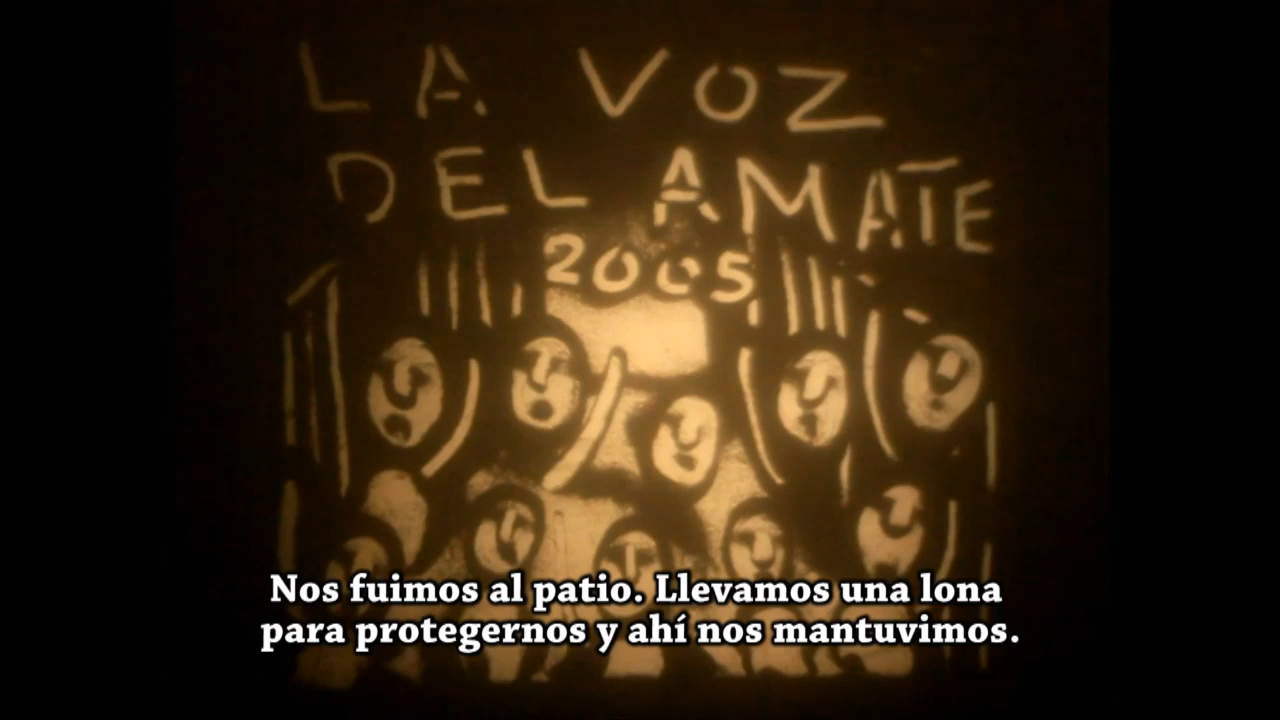 LA VOZ
DEL AMATE
2005
Nos fuimos al patio. Llevamos una lona
para protegernos y ahí nos mantuvimos.